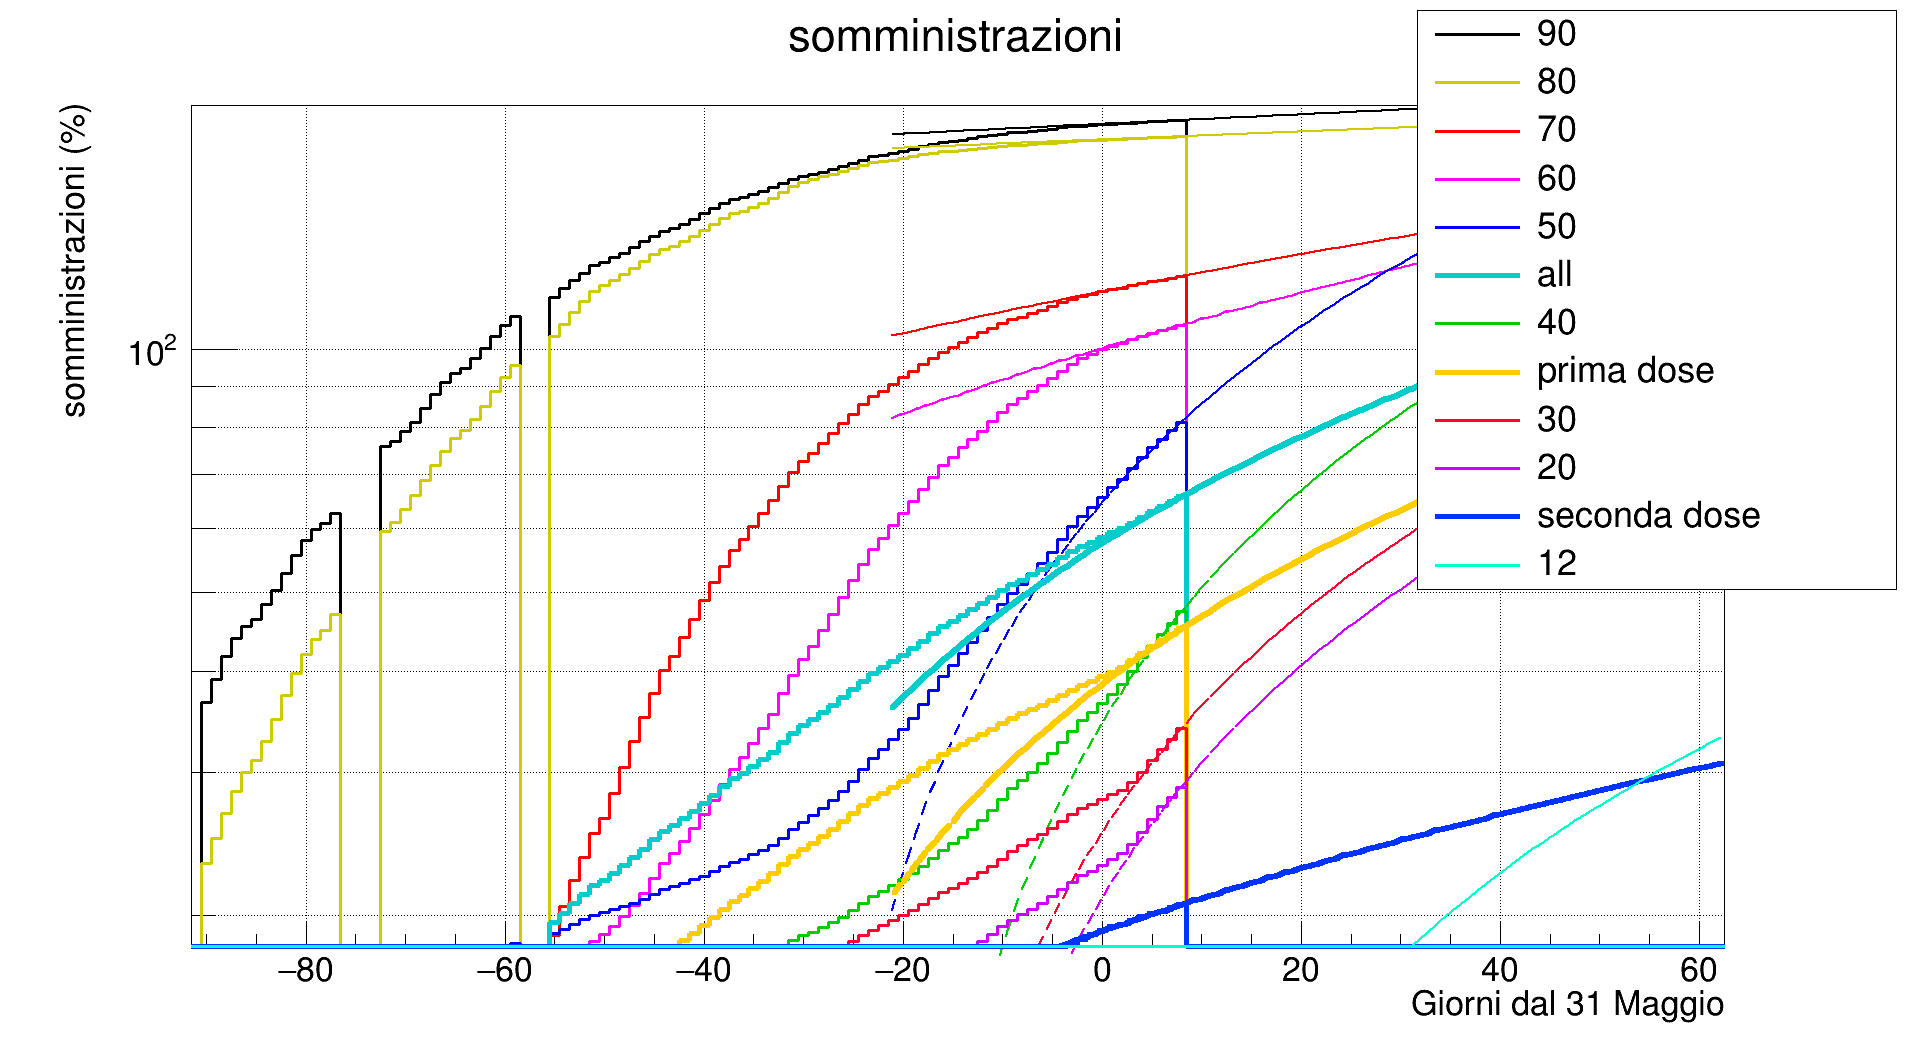 somministrazioni
somministrazioni (%)
10²
−80 −60 −40 −20 0 20 40 60
Giorni dal 31 Maggio
90
80
70
60
50
all
40
prima dose
30
20
seconda dose
12